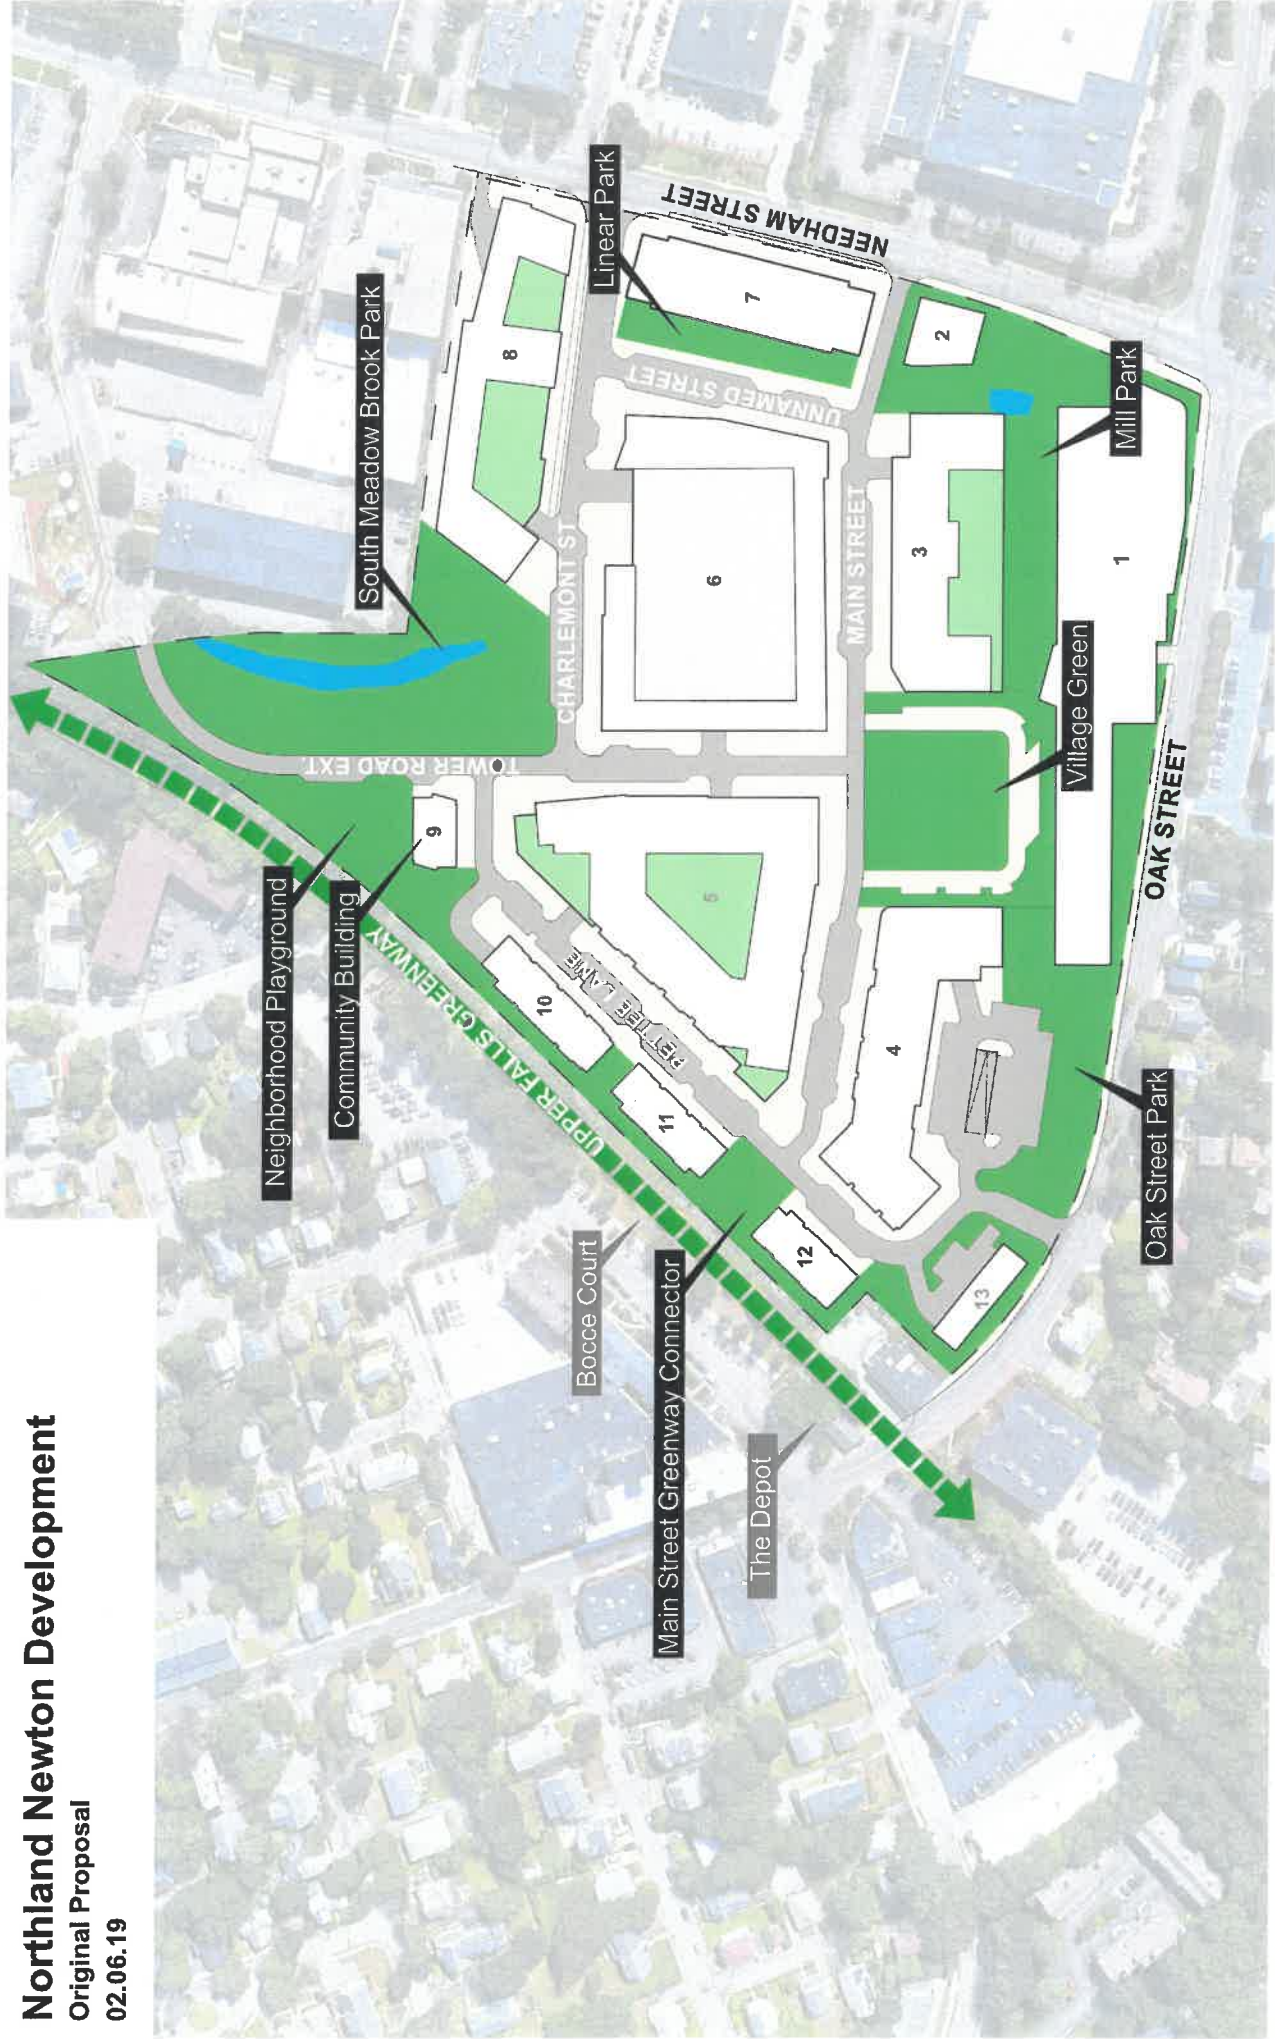 Northland Newton Development
Original Proposal
02.06.19
Neighborhood Playground
Community Building
South Meadow Brook Park
Linear Park
Mill Park
Village Green
Oak Street Park
Bocce Court
Main Street Greenway Connector
The Depot
UPPER FALLS GREENWAY
TOWER ROAD EXT.
CHARLEMONT ST
UNNAMED STREET
NEEDHAM STREET
MAIN STREET
PETTEE LANE
OAK STREET
1
2
3
4
5
6
7
8
9
10
11
12
13